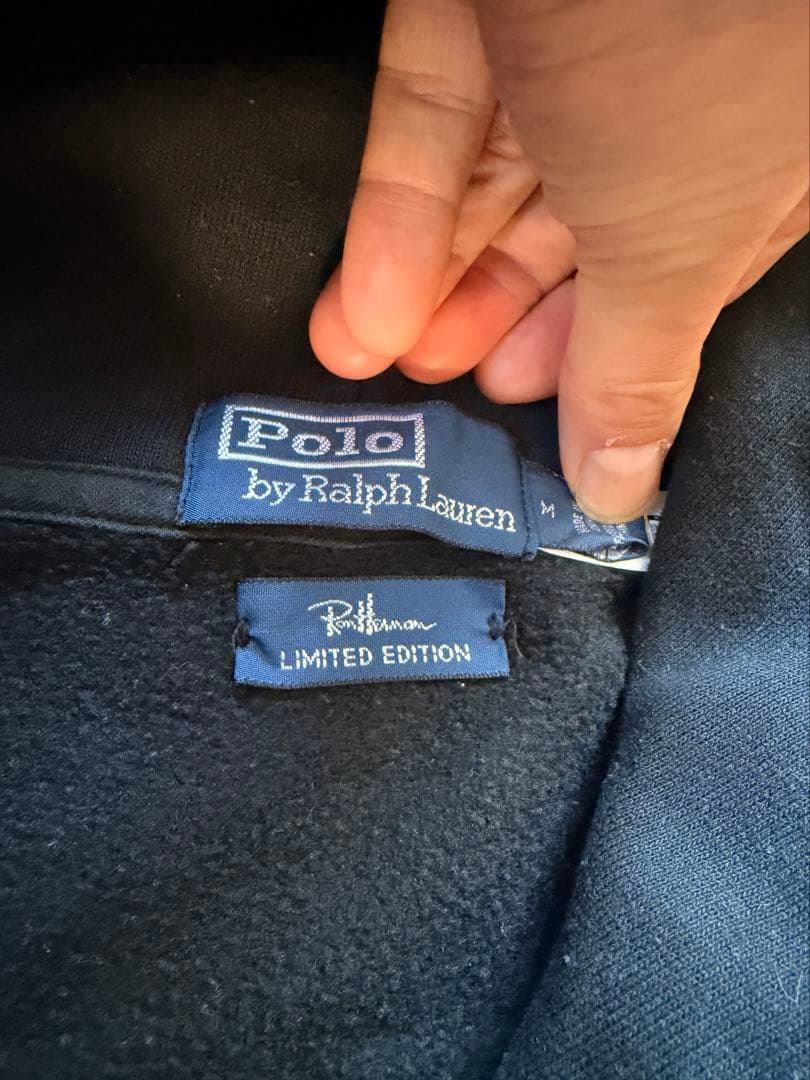 Polo
by Ralph Lauren
M
Ron Herman
LIMITED EDITION